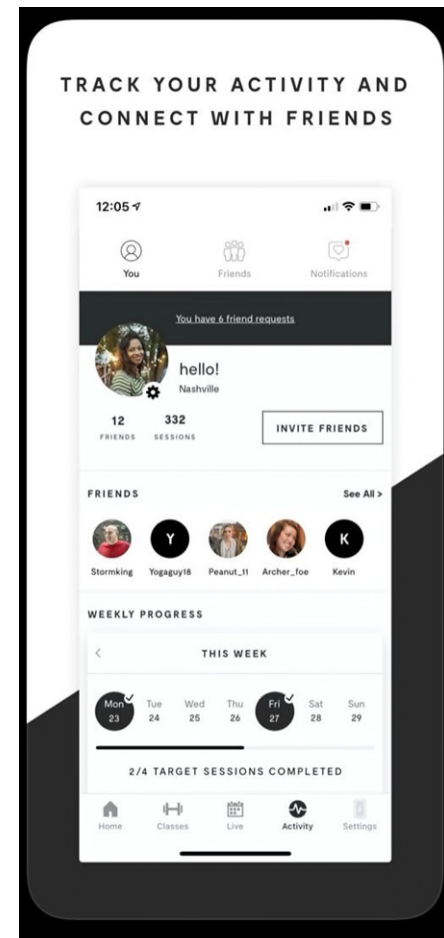 TRACK YOUR ACTIVITY AND
CONNECT WITH FRIENDS
12:05
You
Friends
Notifications
You have 6 friend requests
hello!
Nashville
12
FRIENDS
332
SESSIONS
INVITE FRIENDS
FRIENDS
See All >
Y
K
Stormking
Yogaguy18
Peanut_11
Archer_foe
Kevin
WEEKLY PROGRESS
< THIS WEEK
Mon Tue Wed Thu Fri Sat Sun
23 24 25 26 27 28 29
2/4 TARGET SESSIONS COMPLETED
Home
Classes
Live
Activity
Settings